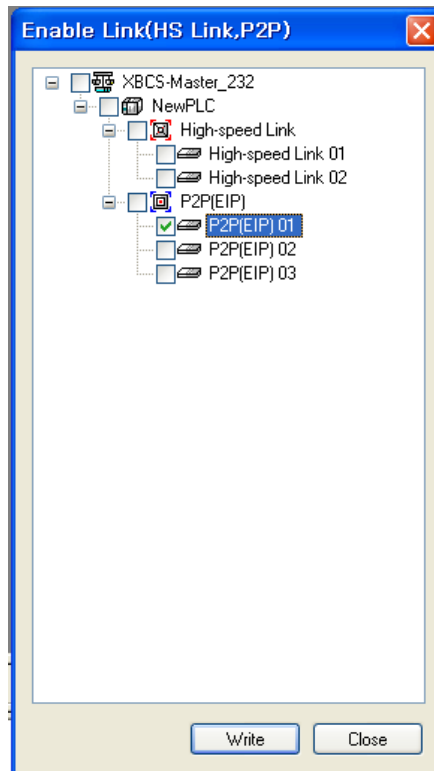 Enable Link(HS Link,P2P)
XBCS-Master_232
NewPLC
High-speed Link
High-speed Link 01
High-speed Link 02
P2P(EIP)
P2P(EIP) 01
P2P(EIP) 02
P2P(EIP) 03
Write Close